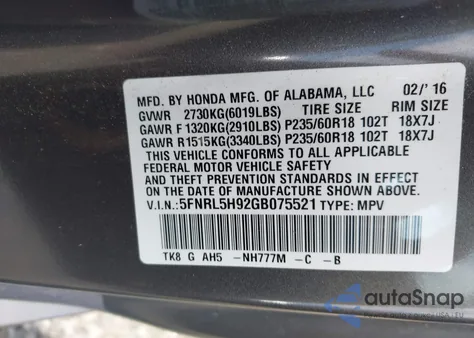 MFD. BY HONDA MFG. OF ALABAMA, LLC 02/'16
GVWR 2730KG(6019LBS) TIRE SIZE RIM SIZE
GAWR F 1320KG(2910LBS) P235/60R18 102T 18X7J
GAWR R 1515KG(3340LBS) P235/60R18 102T 18X7J
THIS VEHICLE CONFORMS TO ALL APPLICABLE
FEDERAL MOTOR VEHICLE SAFETY, BUMPER,
AND THEFT PREVENTION STANDARDS IN EFFECT
ON THE DATE OF MANUFACTURE SHOWN ABOVE.
V.I.N.: 5FNRL5H92GB075521 TYPE: MPV
TK8 G AH5 -NH777M -C -B
autoSnap